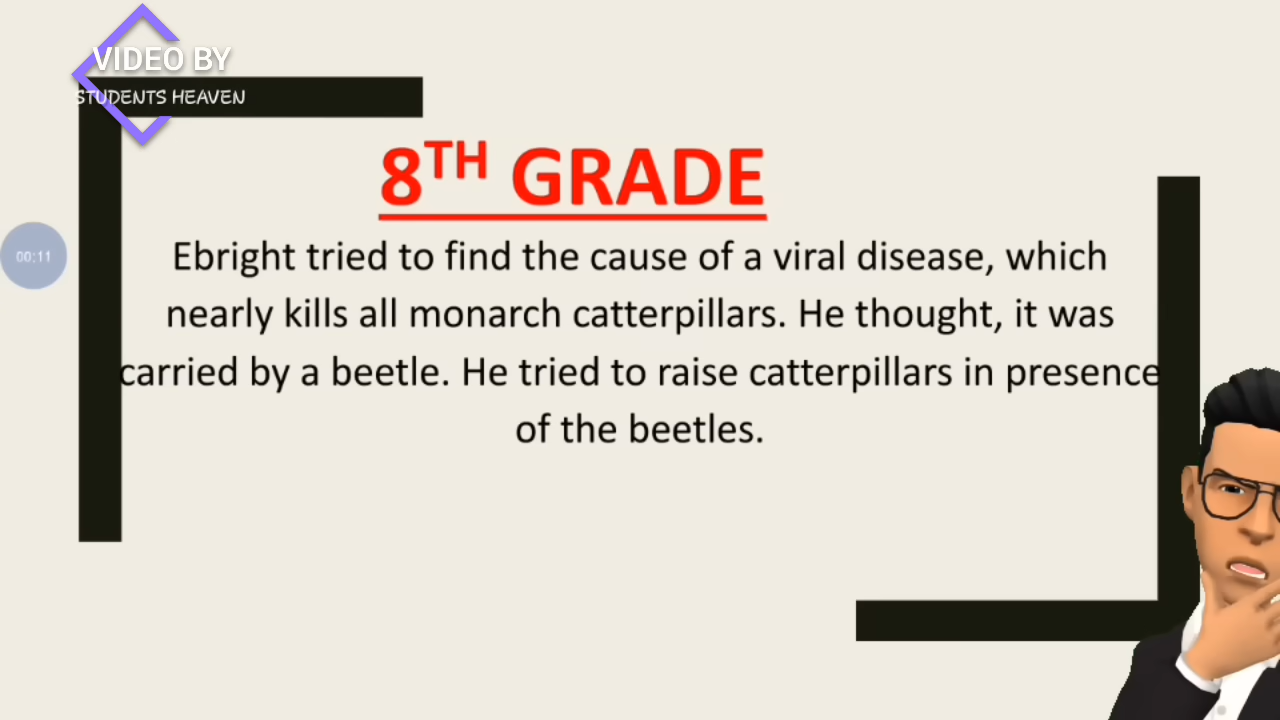 VIDEO BY
STUDENTS HEAVEN
8TH GRADE
00:11
Ebright tried to find the cause of a viral disease, which
nearly kills all monarch catterpillars. He thought, it was
carried by a beetle. He tried to raise catterpillars in presence
of the beetles.